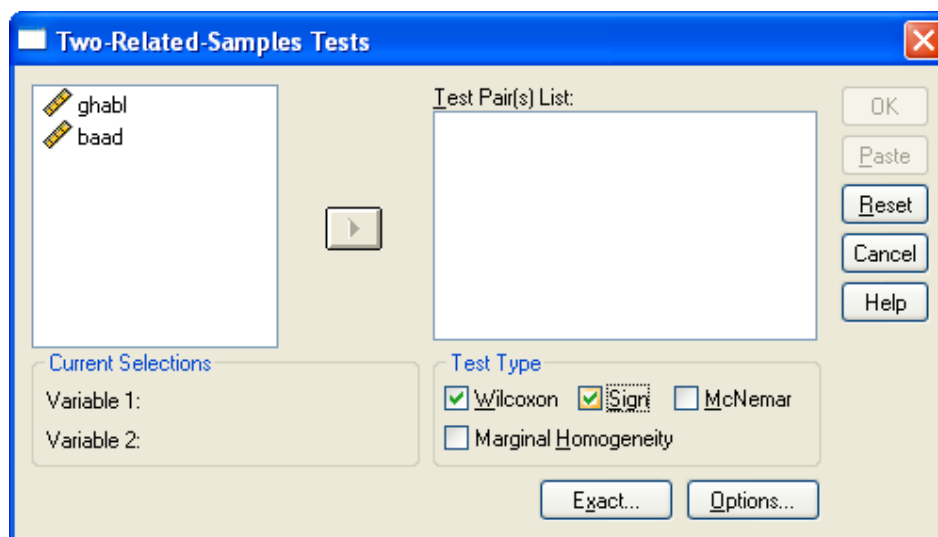 Two-Related-Samples Tests
ghabl
baad
Test Pair(s) List:
OK
Paste
Reset
Cancel
Help
Current Selections
Variable 1:
Variable 2:
Test Type
Wilcoxon Sign McNemar
Marginal Homogeneity
Exact... Options...